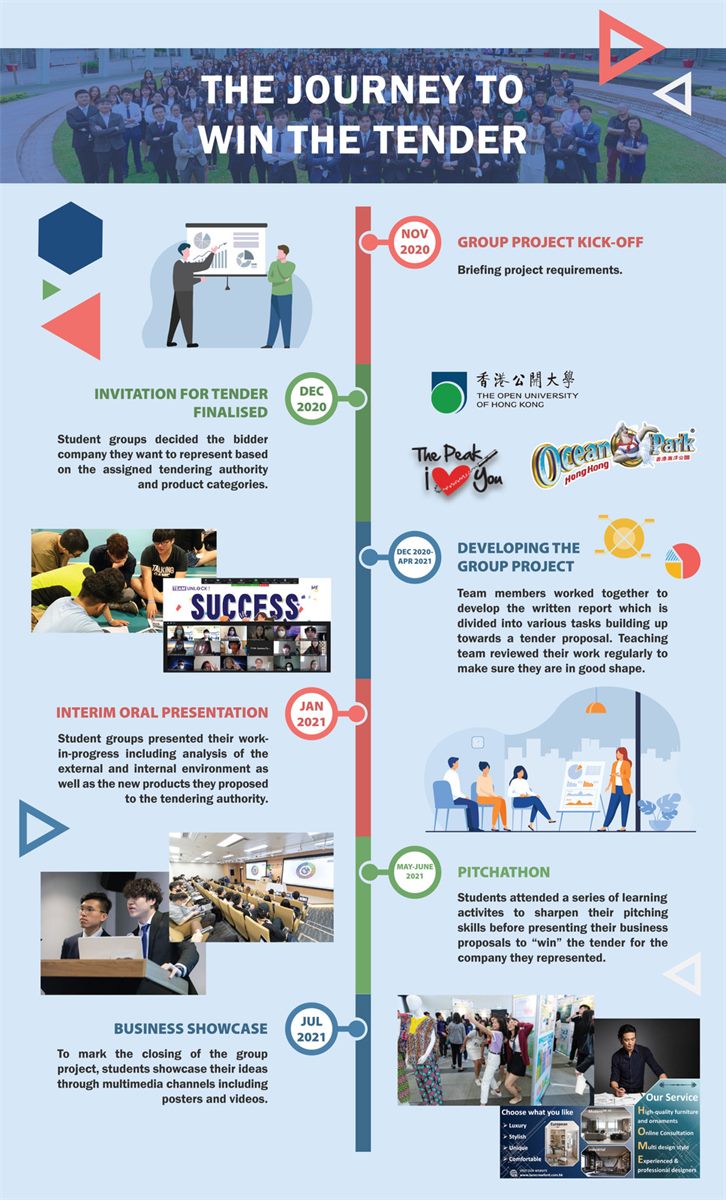 THE JOURNEY TO
WIN THE TENDER
NOV
2020
GROUP PROJECT KICK-OFF
Briefing project requirements.
INVITATION FOR TENDER
FINALISED
DEC
2020
Student groups decided the bidder
company they want to represent based
on the assigned tendering authority
and product categories.
香港公開大學
THE OPEN UNIVERSITY
OF HONG KONG
The Peak
i You
Ocean Park
Hong Kong
香港海洋公園
DEC 2020-
APR 2021
DEVELOPING THE
GROUP PROJECT
Team members worked together to
develop the written report which is
divided into various tasks building up
towards a tender proposal. Teaching
team reviewed their work regularly to
make sure they are in good shape.
TALKING
TEAM UNLOCK !
SUCCESS
INTERIM ORAL PRESENTATION
JAN
2021
Student groups presented their work-
in-progress including analysis of the
external and internal environment as
well as the new products they proposed
to the tendering authority.
MAY-JUNE
2021
PITCHATHON
Students attended a series of learning
activites to sharpen their pitching
skills before presenting their business
proposals to “win” the tender for the
company they represented.
BUSINESS SHOWCASE
JUL
2021
To mark the closing of the group
project, students showcase their ideas
through multimedia channels including
posters and videos.
Choose what you like
Luxury
Stylish
Unique
Comfortable
European
Our Service
High-quality furniture
and ornaments
Online Consultation
Multi design style
Experienced &
professional designers